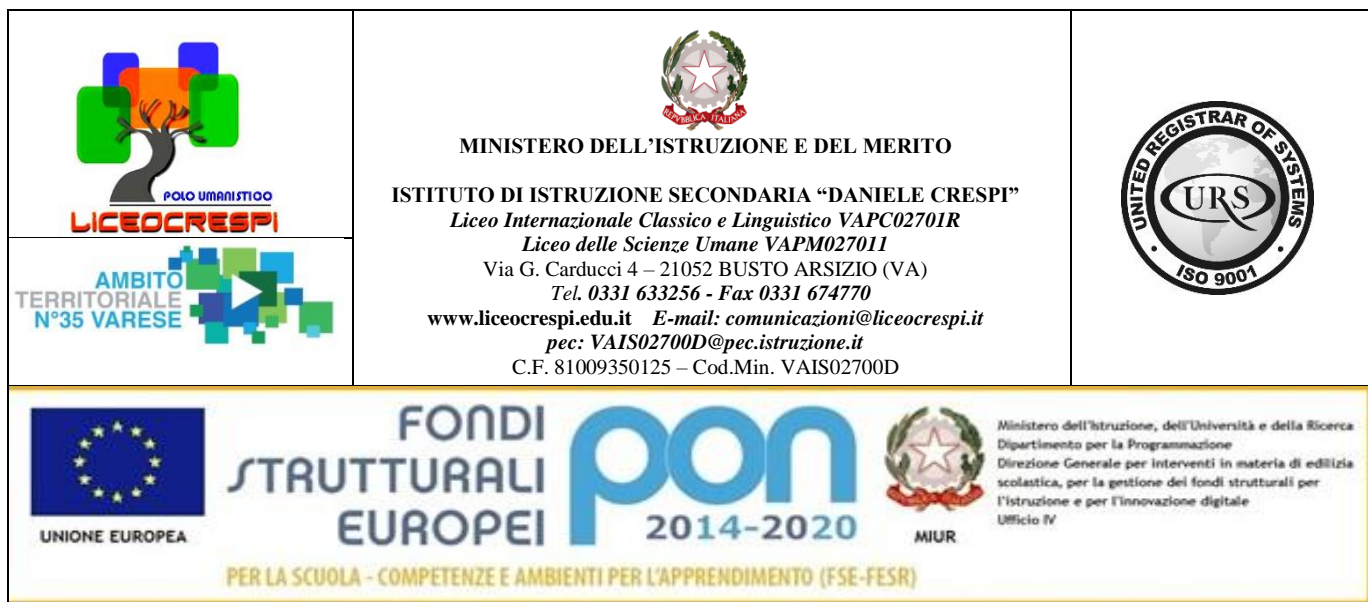 POLO UMANISTICO
LICEOCRESPI
AMBITO
TERRITORIALE
N°35 VARESE
REPVBBLICA ITALIANA
MINISTERO DELL’ISTRUZIONE E DEL MERITO
ISTITUTO DI ISTRUZIONE SECONDARIA “DANIELE CRESPI”
Liceo Internazionale Classico e Linguistico VAPC02701R
Liceo delle Scienze Umane VAPM027011
Via G. Carducci 4 – 21052 BUSTO ARSIZIO (VA)
Tel. 0331 633256 - Fax 0331 674770
www.liceocrespi.edu.it E-mail: comunicazioni@liceocrespi.it
pec: VAIS02700D@pec.istruzione.it
C.F. 81009350125 – Cod.Min. VAIS02700D
UNITED REGISTRAR OF SYSTEMS
URS
ISO 9001
UNIONE EUROPEA
FONDI
STRUTTURALI
EUROPEI
pon
2014-2020
MIUR
Ministero dell'Istruzione, dell'Università e della Ricerca
Dipartimento per la Programmazione
Direzione Generale per interventi in materia di edilizia
scolastica, per la gestione dei fondi strutturali per
l'istruzione e per l'innovazione digitale
Ufficio IV
PER LA SCUOLA - COMPETENZE E AMBIENTI PER L'APPRENDIMENTO (FSE-FESR)